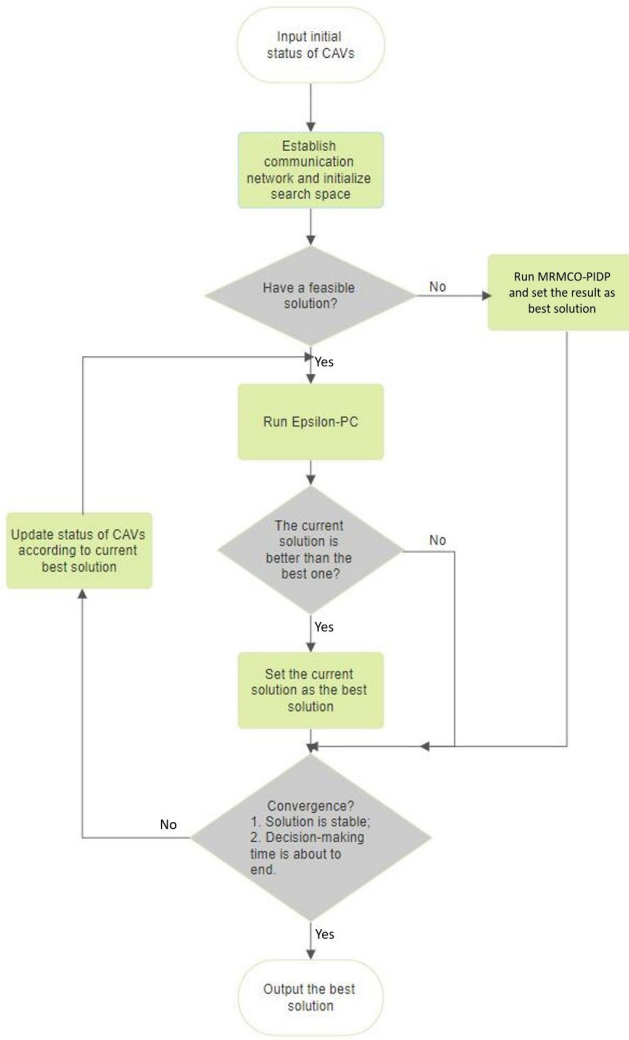 Input initial
status of CAVs
Establish
communication
network and initialize
search space
Have a feasible
solution?
No
Run MRMCO-PIDP
and set the result as
best solution
Yes
Run Epsilon-PC
Update status of CAVs
according to current
best solution
The current
solution is
better than the
best one?
No
Yes
Set the current
solution as the best
solution
Convergence?
1. Solution is stable;
2. Decision-making
time is about to
end.
No
Yes
Output the best
solution